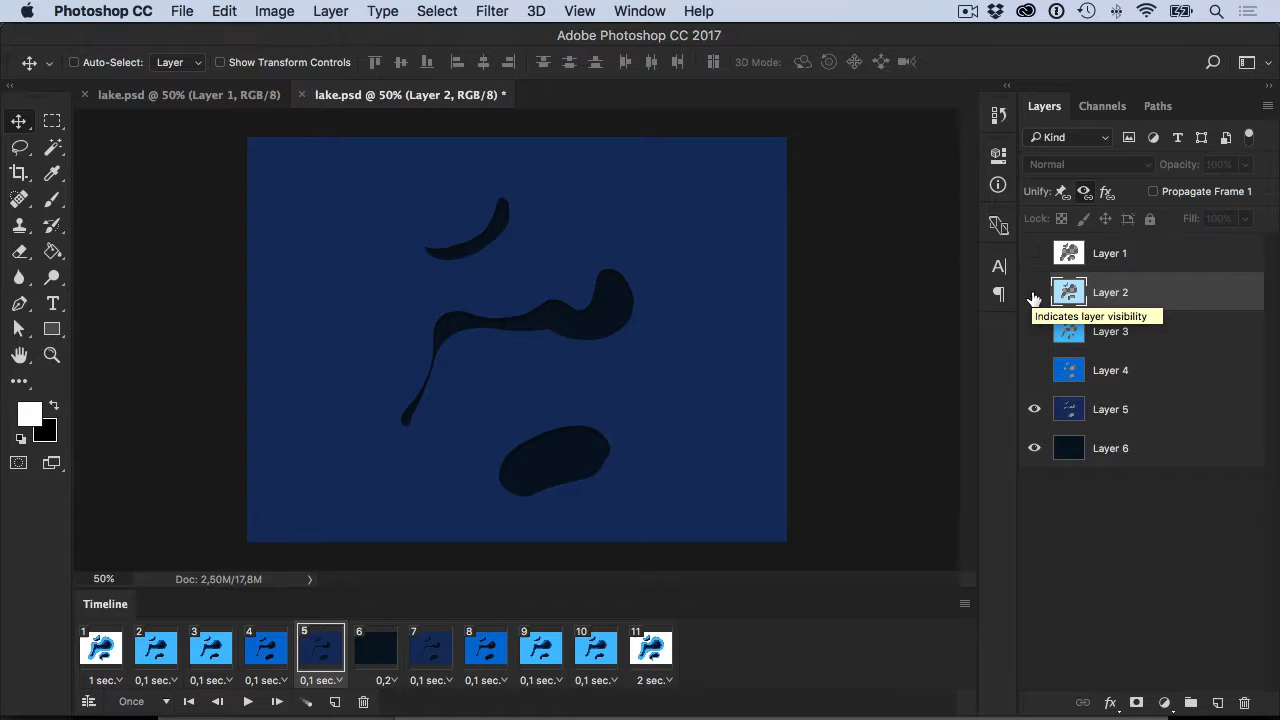 Photoshop CC File Edit Image Layer Type Select Filter 3D View Window Help
Adobe Photoshop CC 2017
Auto-Select: Layer Show Transform Controls 3D Mode:
lake.psd @ 50% (Layer 1, RGB/8) lake.psd @ 50% (Layer 2, RGB/8) *
Layers Channels Paths
Kind
Normal Opacity: 100%
Unify: Propagate Frame 1
Lock: Fill: 100%
Layer 1
Layer 2
Indicates layer visibility
Layer 3
Layer 4
Layer 5
Layer 6
50% Doc: 2,50M/17,8M
Timeline
1 2 3 4 5 6 7 8 9 10 11
1 sec. 0,1 sec. 0,1 sec. 0,1 sec. 0,1 sec. 0,2 0,1 sec. 0,1 sec. 0,1 sec. 0,1 sec. 2 sec.
Once